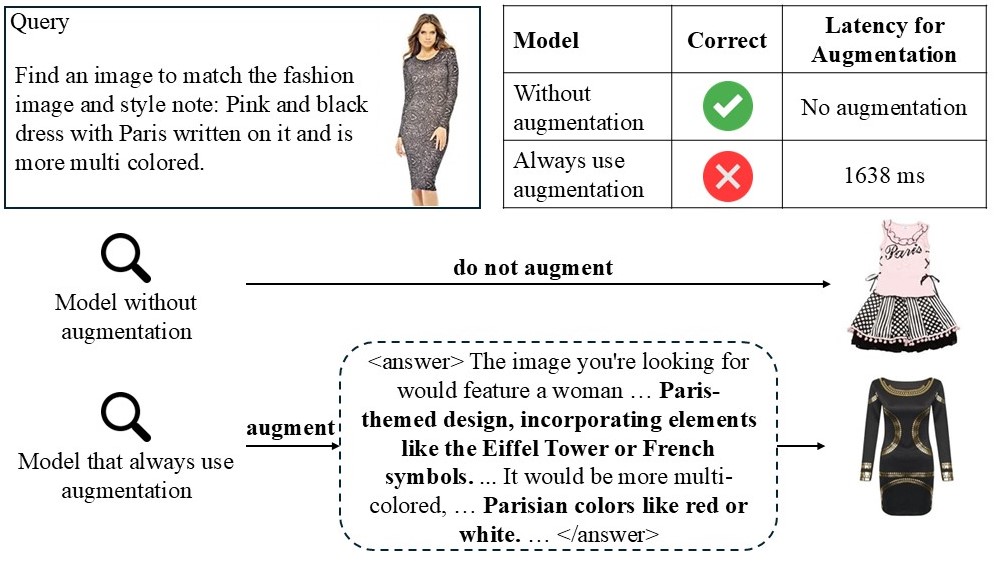 Query
Find an image to match the fashion
image and style note: Pink and black
dress with Paris written on it and is
more multi colored.
Model Correct Latency for
Augmentation
Without
augmentation
No augmentation
Always use
augmentation
1638 ms
do not augment
Model without
augmentation
Paris
augment
Model that always use
augmentation
<answer> The image you're looking for
would feature a woman … Paris-
themed design, incorporating elements
like the Eiffel Tower or French
symbols. ... It would be more multi-
colored, … Parisian colors like red or
white. … </answer>